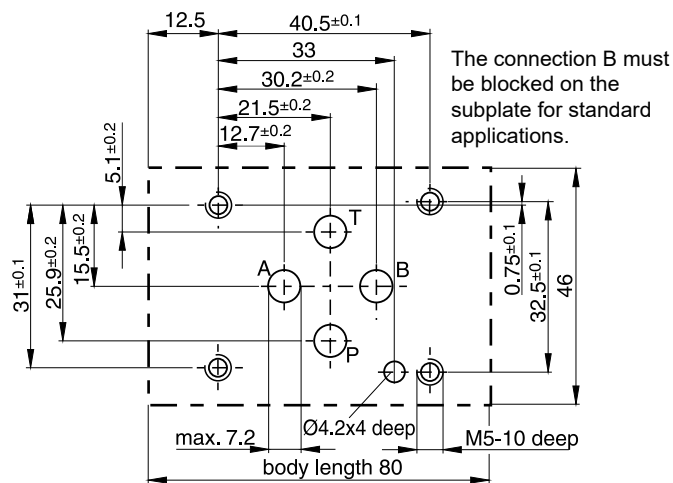 12.5
40.5±0.1
33
30.2±0.2
21.5±0.2
12.7±0.2
The connection B must
be blocked on the
subplate for standard
applications.
5.1±0.2
15.5±0.2
25.9±0.2
31±0.1
T
A
B
P
0.75±0.1
32.5±0.1
46
Ø4.2x4 deep
max. 7.2
M5-10 deep
body length 80